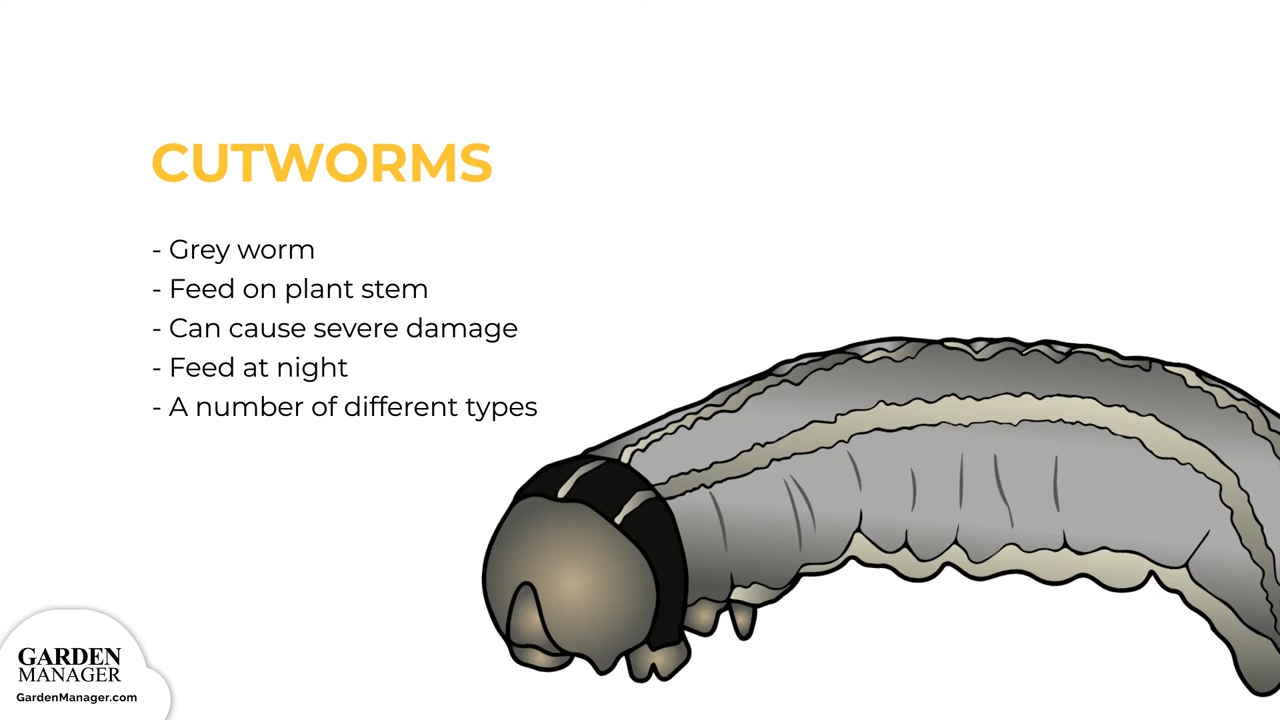 CUTWORMS
- Grey worm
- Feed on plant stem
- Can cause severe damage
- Feed at night
- A number of different types
GARDEN
MANAGER
GardenManager.com